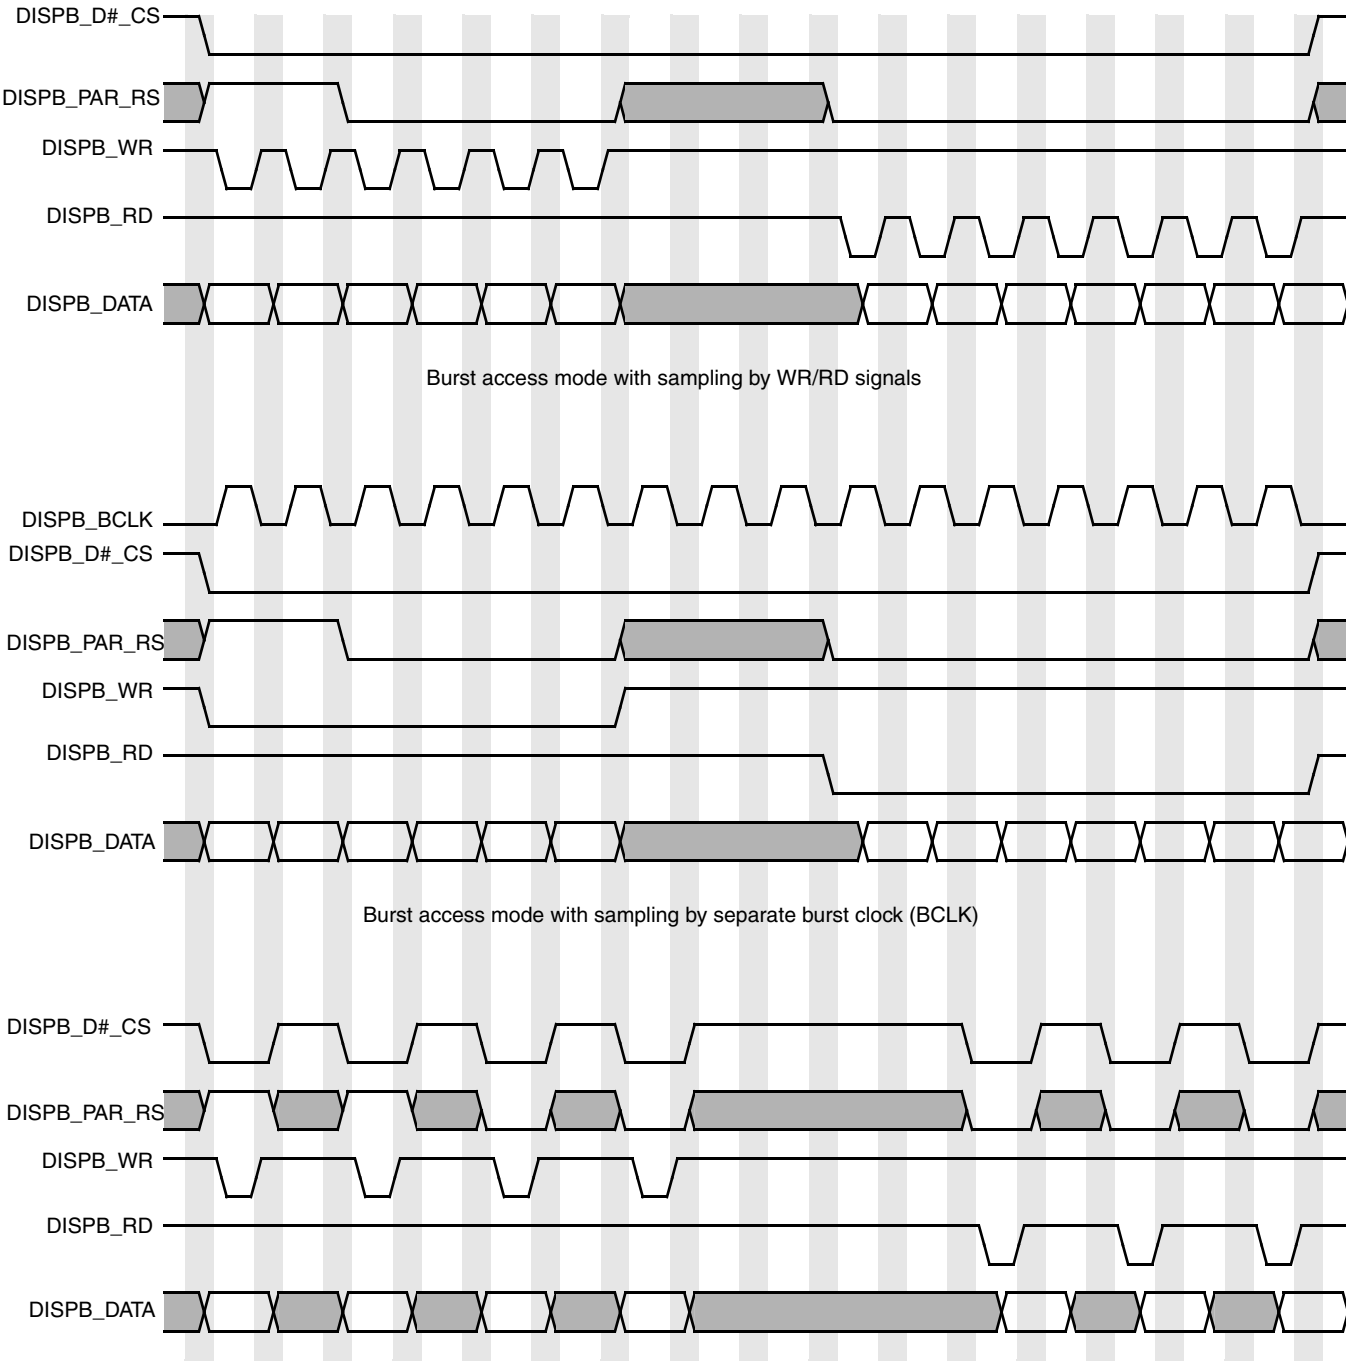 DISPB_D#_CS
DISPB_PAR_RS
DISPB_WR
DISPB_RD
DISPB_DATA
Burst access mode with sampling by WR/RD signals
DISPB_BCLK
DISPB_D#_CS
DISPB_PAR_RS
DISPB_WR
DISPB_RD
DISPB_DATA
Burst access mode with sampling by separate burst clock (BCLK)
DISPB_D#_CS
DISPB_PAR_RS
DISPB_WR
DISPB_RD
DISPB_DATA